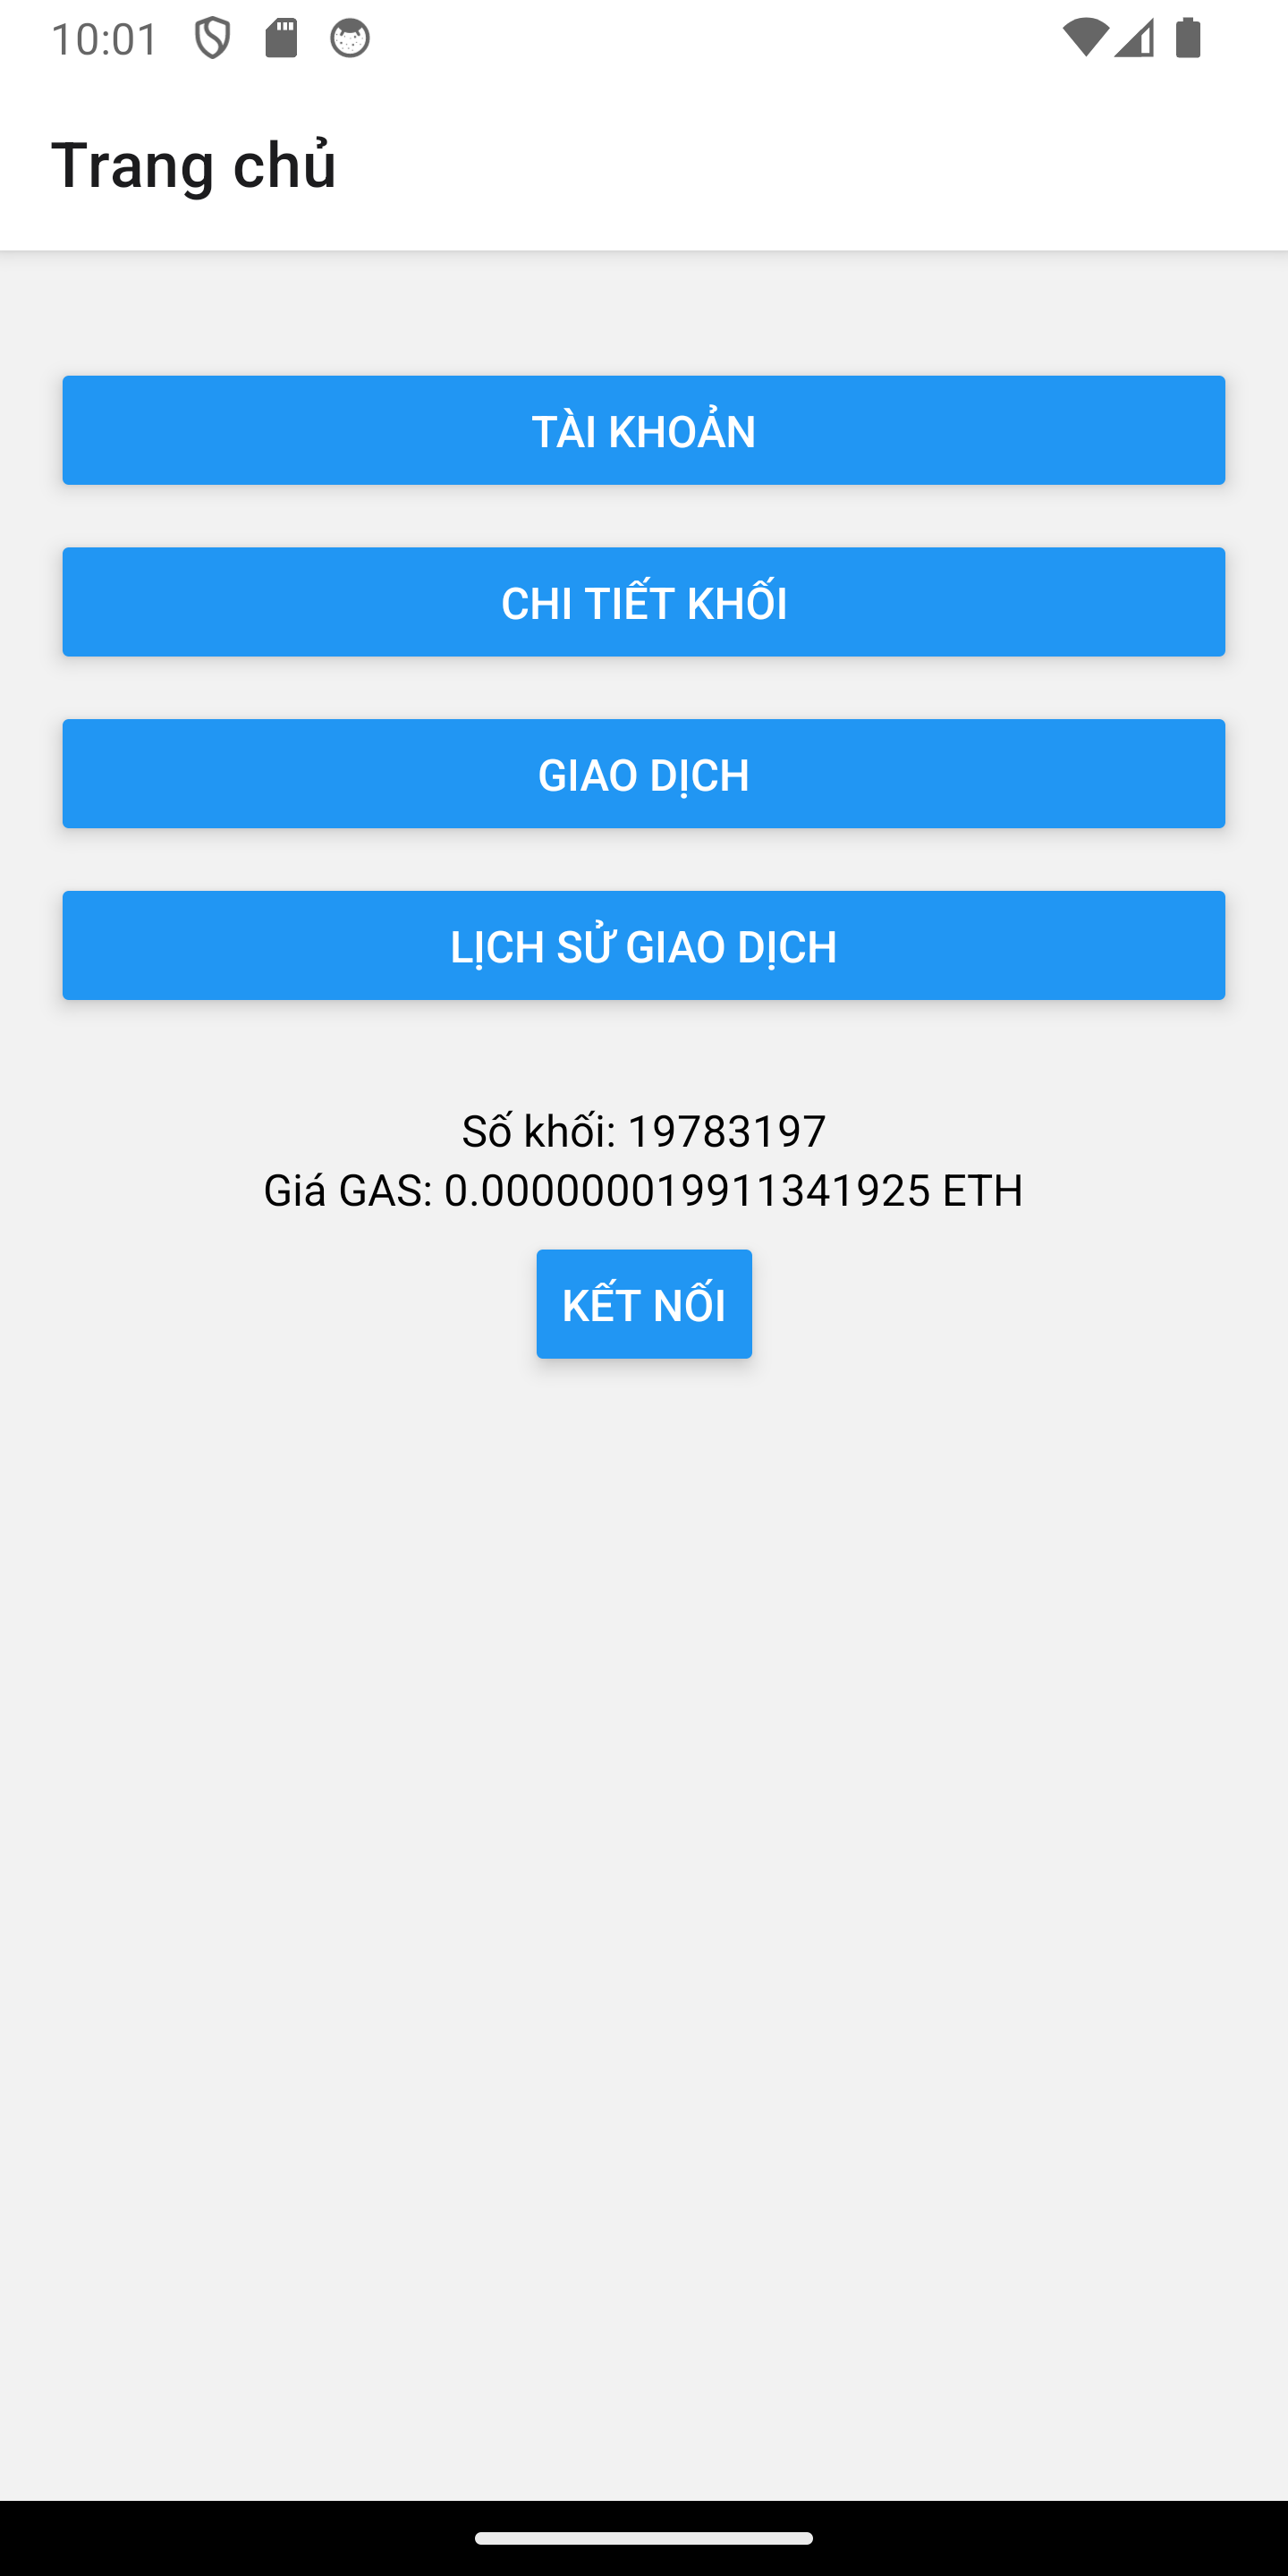 10:01
Trang chủ
TÀI KHOẢN
CHI TIẾT KHỐI
GIAO DỊCH
LỊCH SỬ GIAO DỊCH
Số khối: 19783197
Giá GAS: 0.000000019911341925 ETH
KẾT NỐI